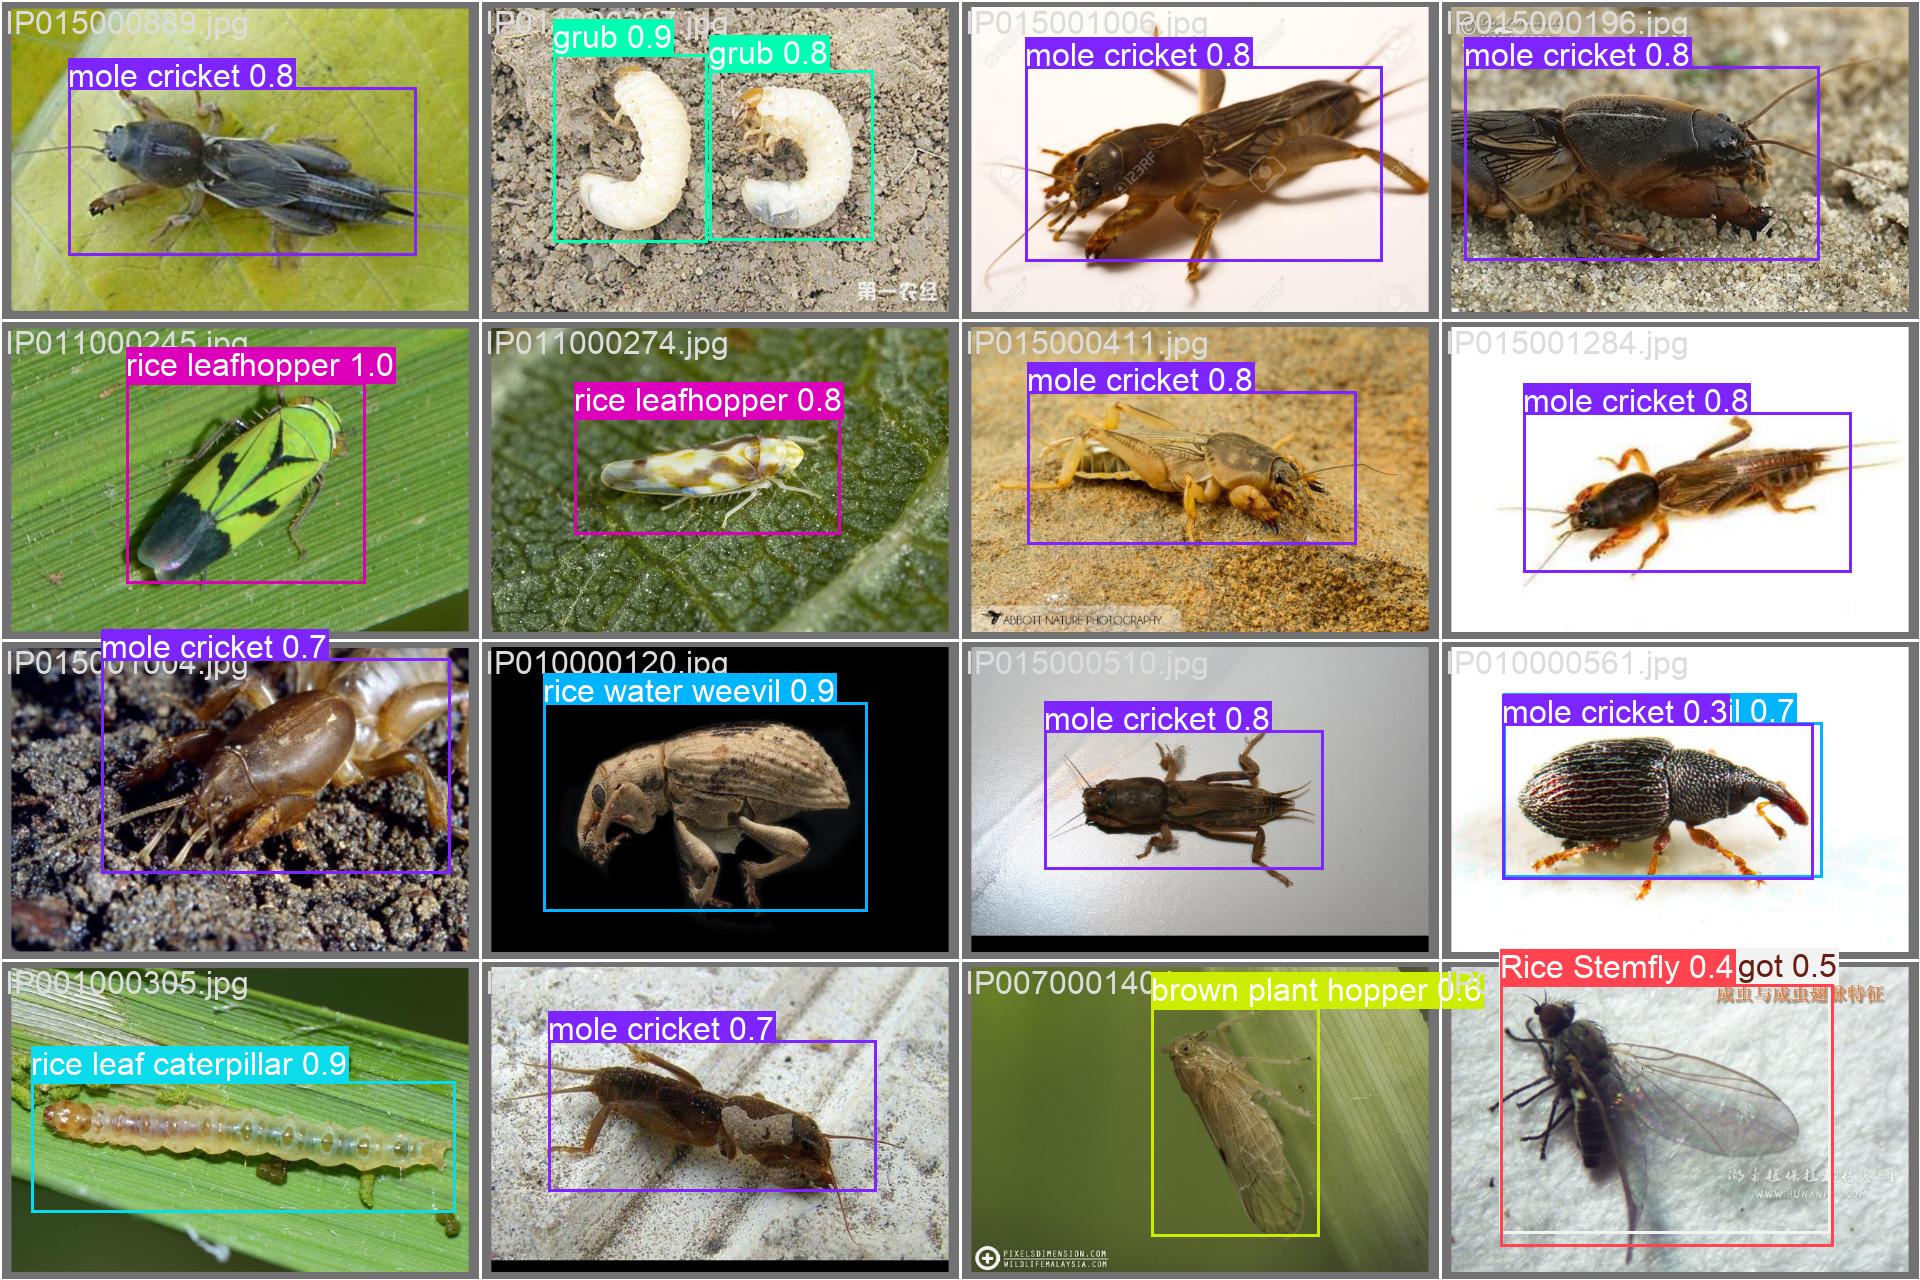 IP015000889.jpg
mole cricket 0.8
grub 0.9
grub 0.8
第一农经
IP015001006.jpg
mole cricket 0.8
123RF
IP015000196.jpg
mole cricket 0.8
IP011000245.jpg
rice leafhopper 1.0
IP011000274.jpg
rice leafhopper 0.8
IP015000411.jpg
mole cricket 0.8
ABBOTT NATURE PHOTOGRAPHY
IP015001284.jpg
mole cricket 0.8
IP015001004.jpg
mole cricket 0.7
IP010000120.jpg
rice water weevil 0.9
IP015000510.jpg
mole cricket 0.8
IP010000561.jpg
mole cricket 0.3
il 0.7
IP001000305.jpg
rice leaf caterpillar 0.9
mole cricket 0.7
IP007000140
brown plant hopper 0.6
PIXELSDIMENSION.COM
WILDLIFEMALAYSIA.COM
Rice Stemfly 0.4
got 0.5
成虫与成虫翅脉特征